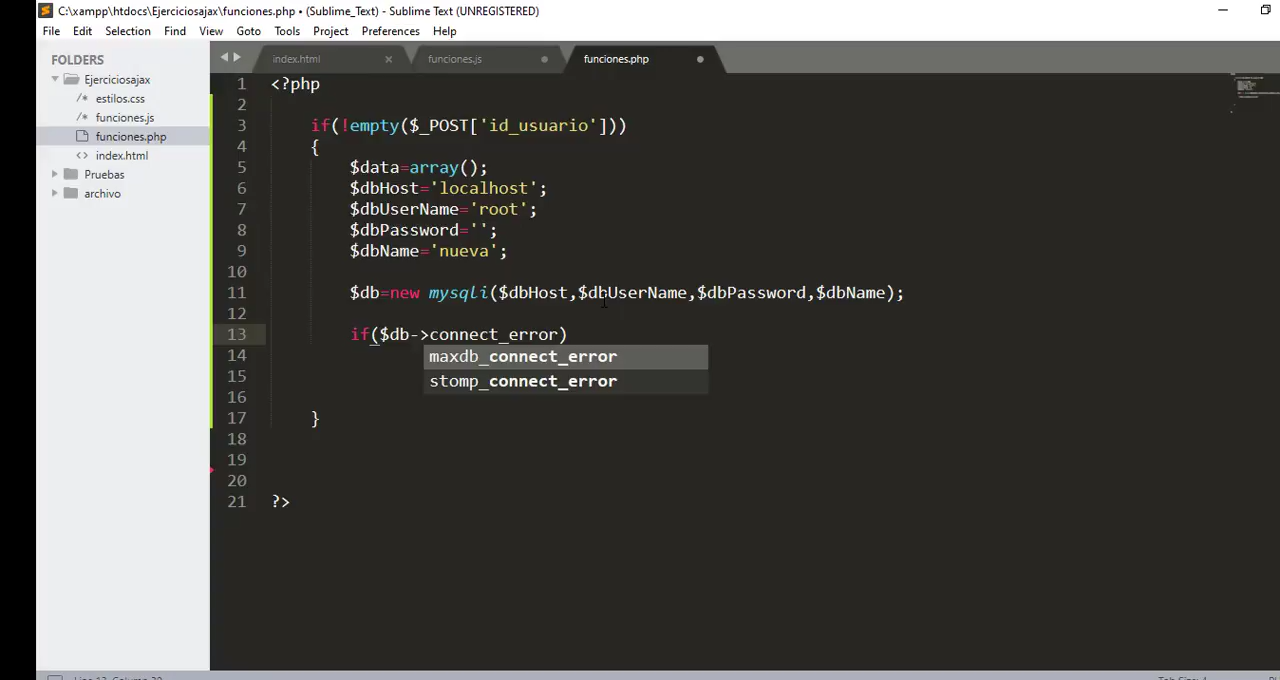 C:\xampp\htdocs\Ejerciciosajax\funciones.php • (Sublime_Text) - Sublime Text (UNREGISTERED)
File Edit Selection Find View Goto Tools Project Preferences Help
FOLDERS
Ejerciciosajax
/* estilos.css
/* funciones.js
funciones.php
<> index.html
Pruebas
archivo
index.html funciones.js funciones.php
1 <?php
2
3 if(!empty($_POST['id_usuario']))
4 {
5 $data=array();
6 $dbHost='localhost';
7 $dbUserName='root';
8 $dbPassword='';
9 $dbName='nueva';
10
11 $db=new mysqli($dbHost,$dbUserName,$dbPassword,$dbName);
12
13 if($db->connect_error)
14 maxdb_connect_error
15 stomp_connect_error
16
17 }
18
19
20
21 ?>